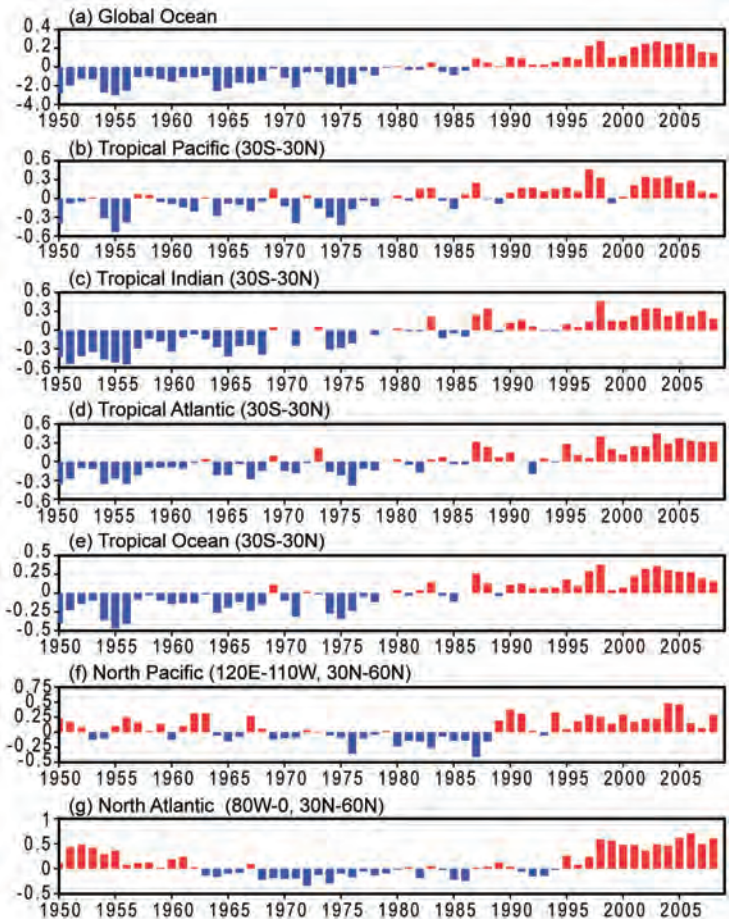 (a) Global Ocean
0.4
0.2
0
-2.0
-4.0
1950 1955 1960 1965 1970 1975 1980 1985 1990 1995 2000 2005
(b) Tropical Pacific (30S-30N)
0.6
0.3
0
-0.3
-0.6
1950 1955 1960 1965 1970 1975 1980 1985 1990 1995 2000 2005
(c) Tropical Indian (30S-30N)
0.6
0.3
0
-0.3
-0.6
1950 1955 1960 1965 1970 1975 1980 1985 1990 1995 2000 2005
(d) Tropical Atlantic (30S-30N)
0.6
0.3
0
-0.3
-0.6
1950 1955 1960 1965 1970 1975 1980 1985 1990 1995 2000 2005
(e) Tropical Ocean (30S-30N)
0.5
0.25
0
-0.25
-0.5
1950 1955 1960 1965 1970 1975 1980 1985 1990 1995 2000 2005
(f) North Pacific (120E-110W, 30N-60N)
0.75
0.5
0.25
0
-0.25
-0.5
1950 1955 1960 1965 1970 1975 1980 1985 1990 1995 2000 2005
(g) North Atlantic (80W-0, 30N-60N)
1
0.5
0
-0.5
1950 1955 1960 1965 1970 1975 1980 1985 1990 1995 2000 2005